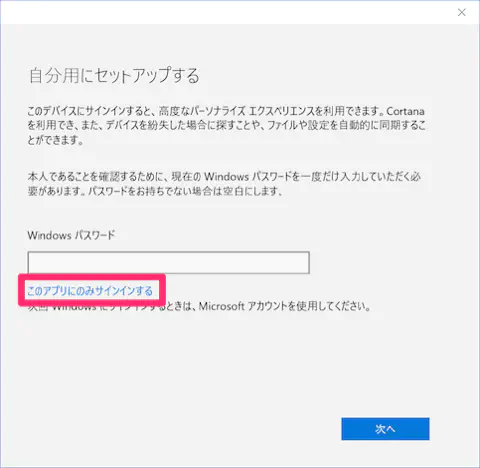 自分用にセットアップする
このデバイスにサインインすると、高度なパーソナライズ エクスペリエンスを利用できます。Cortana
を利用でき、また、デバイスを紛失した場合に探すことや、ファイルや設定を自動的に同期するこ
とができます。
本人であることを確認するために、現在の Windows パスワードを一度だけ入力していただく必
要があります。パスワードをお持ちでない場合は空白にします。
Windows パスワード
このアプリにのみサインインする
次回 Windows にサインインするときは、Microsoft アカウントを使用してください。
次へ